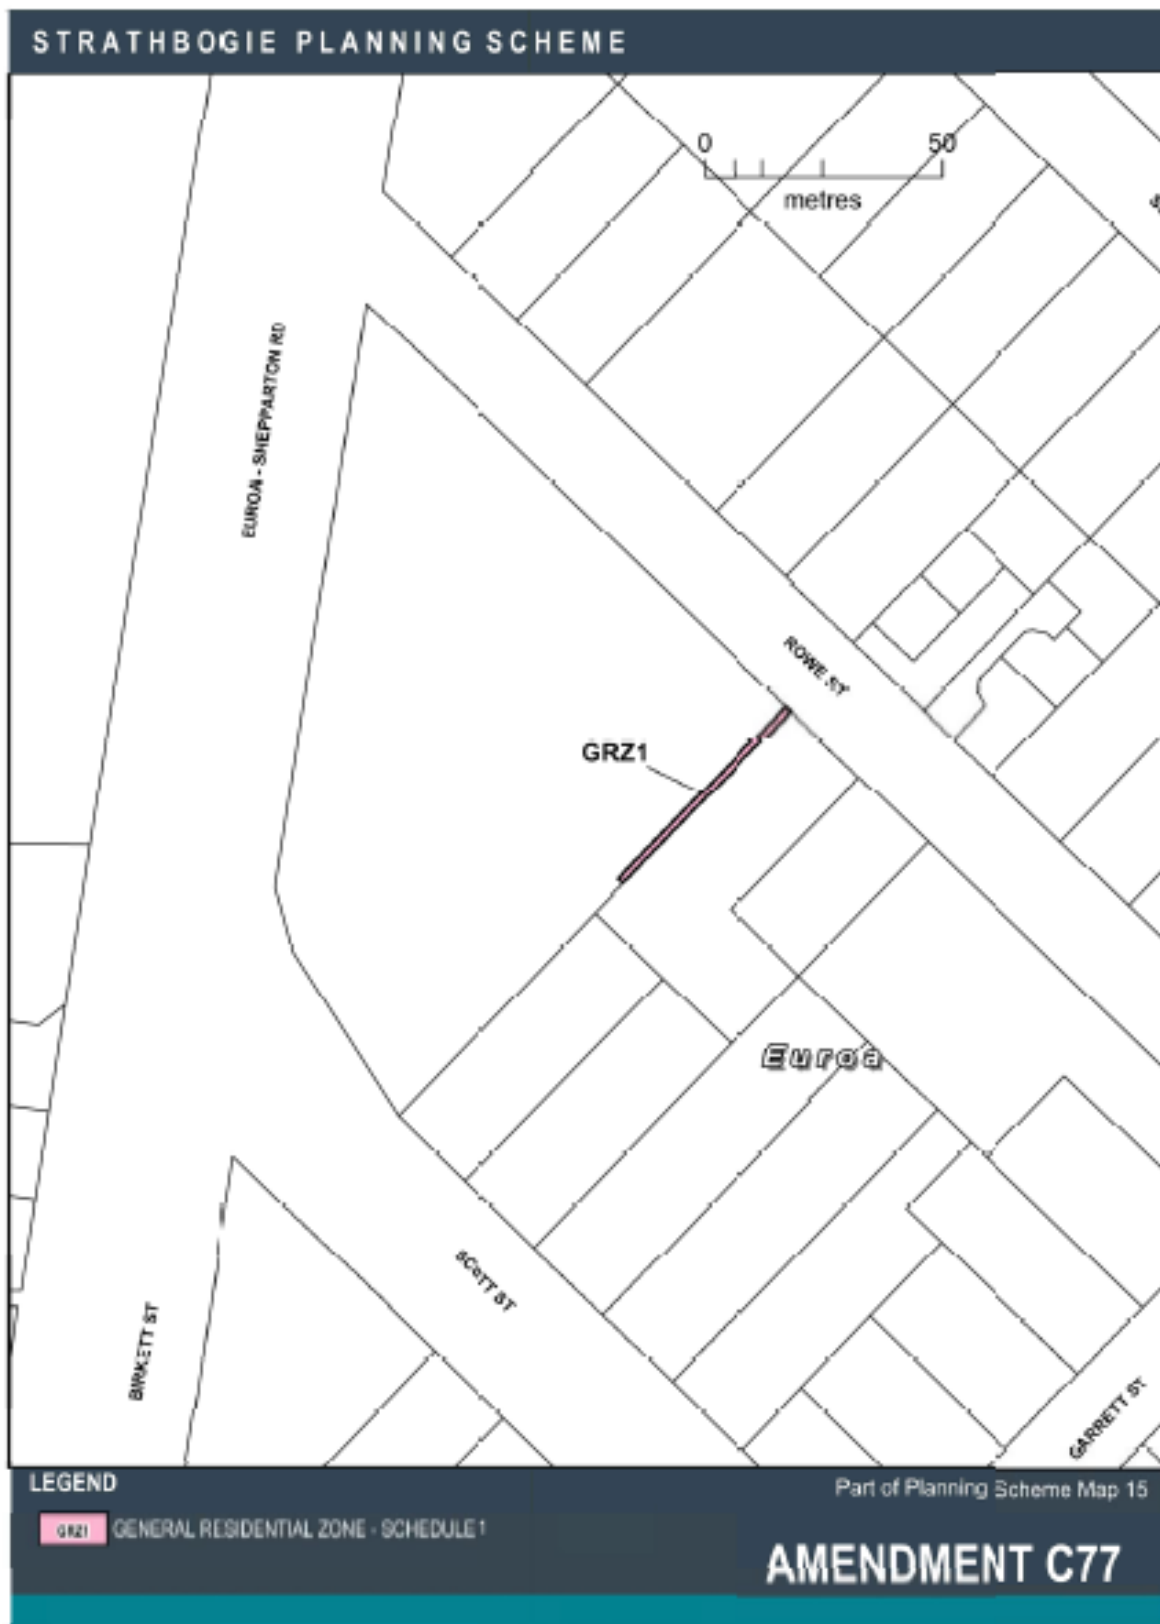 STRATHBOGIE PLANNING SCHEME
0 50
metres
EUROA - SHEPPARTON RD
ROWE ST
GRZ1
Euroa
SCOTT ST
BIRKETT ST
GARRETT ST
LEGEND
Part of Planning Scheme Map 15
GRZ1 GENERAL RESIDENTIAL ZONE - SCHEDULE 1
AMENDMENT C77